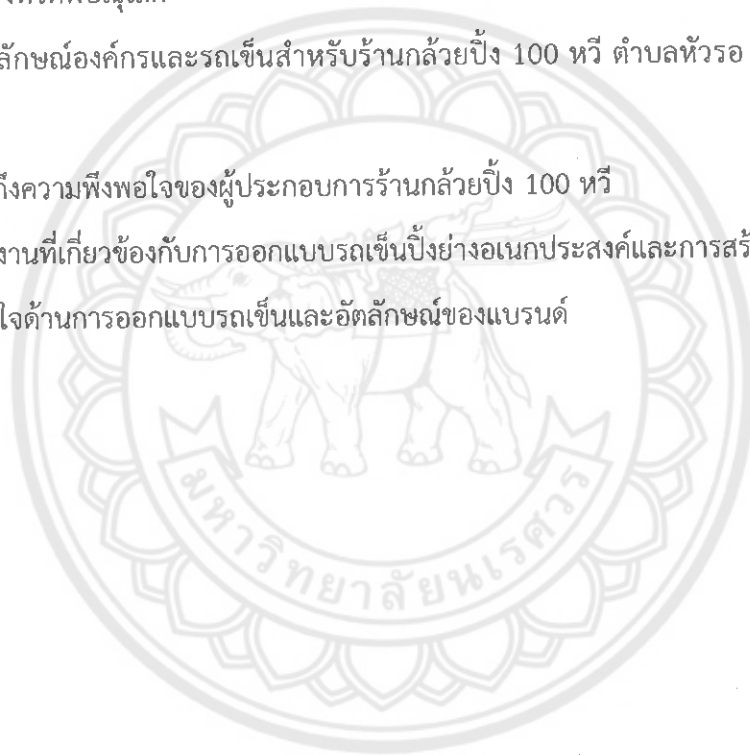 ลักษณ์องค์กรและรถเข็นสำหรับร้านกล้วยปิ้ง 100 หวี ตำบลหัวรอ
ถึงความพึงพอใจของผู้ประกอบการร้านกล้วยปิ้ง 100 หวี
งานที่เกี่ยวข้องกับการออกแบบรถเข็นปิ้งย่างอเนกประสงค์และการสร้
ใจด้านการออกแบบรถเข็นและอัตลักษณ์ของแบรนด์
มหาวิทยาลัยนเรศวร